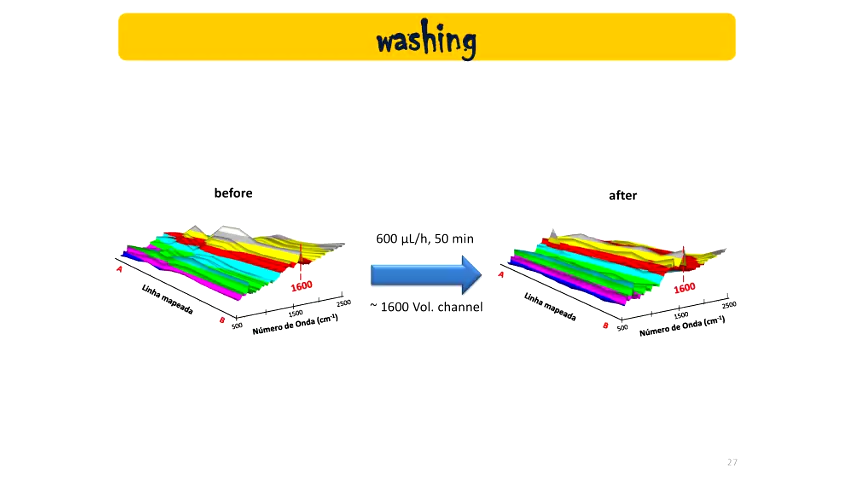 washing
before
A
Linha mapeada
B
1600
500
1500
2500
Número de Onda (cm⁻¹)
600 µL/h, 50 min
~ 1600 Vol. channel
after
A
Linha mapeada
B
1600
500
1500
2500
Número de Onda (cm⁻¹)
27